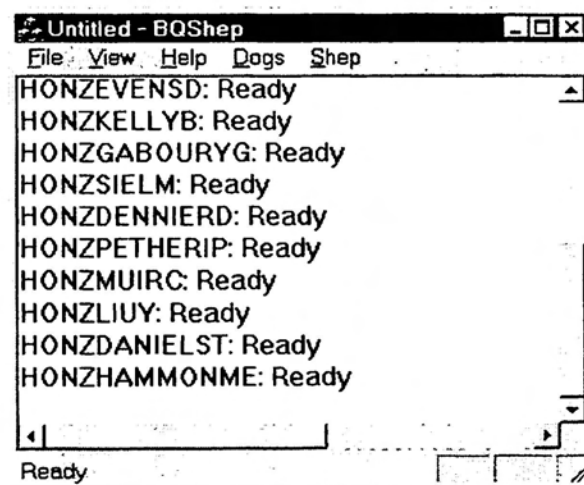 Untitled - BQShep
File View Help Dogs Shep
HONZEVENSD: Ready
HONZKELLYB: Ready
HONZGABOURYG: Ready
HONZSIELM: Ready
HONZDENNIERD: Ready
HONZPETHERIP: Ready
HONZMUIRC: Ready
HONZLIUY: Ready
HONZDANIELST: Ready
HONZHAMMONME: Ready
Ready